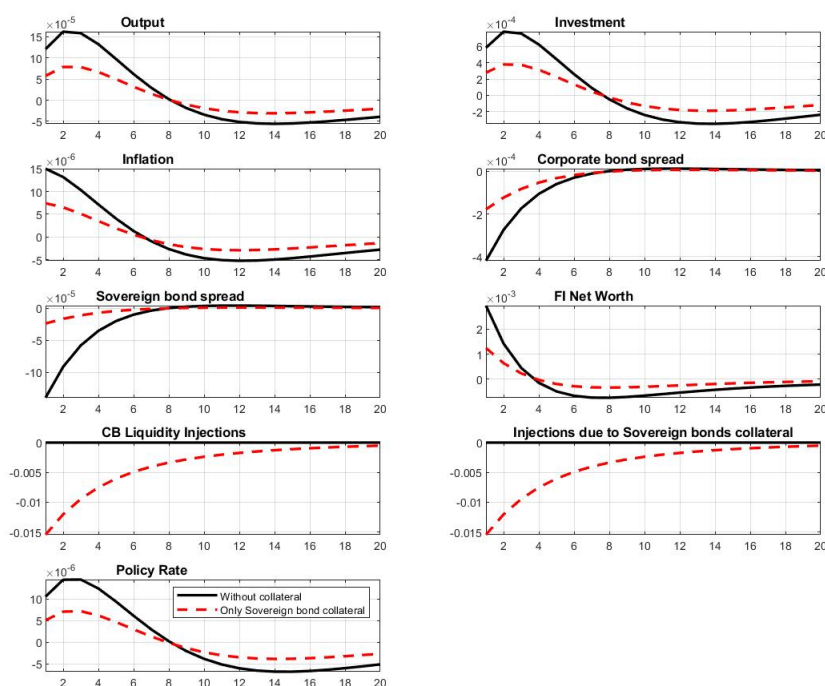 Output
×10⁻⁵
15
10
5
0
-5
2 4 6 8 10 12 14 16 18 20
Investment
×10⁻⁴
6
4
2
0
-2
2 4 6 8 10 12 14 16 18 20
Inflation
×10⁻⁶
15
10
5
0
-5
2 4 6 8 10 12 14 16 18 20
Corporate bond spread
×10⁻⁴
0
-2
-4
2 4 6 8 10 12 14 16 18 20
Sovereign bond spread
×10⁻⁵
0
-5
-10
2 4 6 8 10 12 14 16 18 20
FI Net Worth
×10⁻³
2
1
0
2 4 6 8 10 12 14 16 18 20
CB Liquidity Injections
0
-0.005
-0.01
-0.015
2 4 6 8 10 12 14 16 18 20
Injections due to Sovereign bonds collateral
0
-0.005
-0.01
-0.015
2 4 6 8 10 12 14 16 18 20
Policy Rate
×10⁻⁶
10
5
0
-5
2 4 6 8 10 12 14 16 18 20
Without collateral
Only Sovereign bond collateral